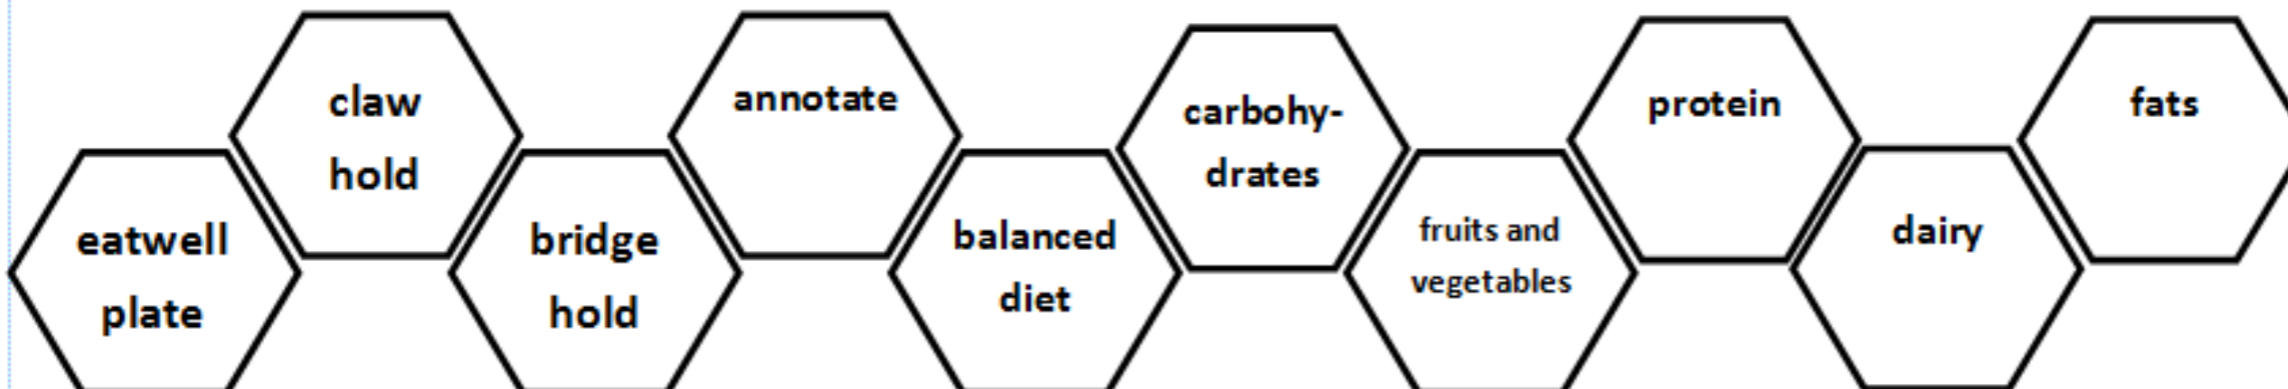 eatwell
plate
claw
hold
bridge
hold
annotate
balanced
diet
carbohy-
drates
fruits and
vegetables
protein
dairy
fats